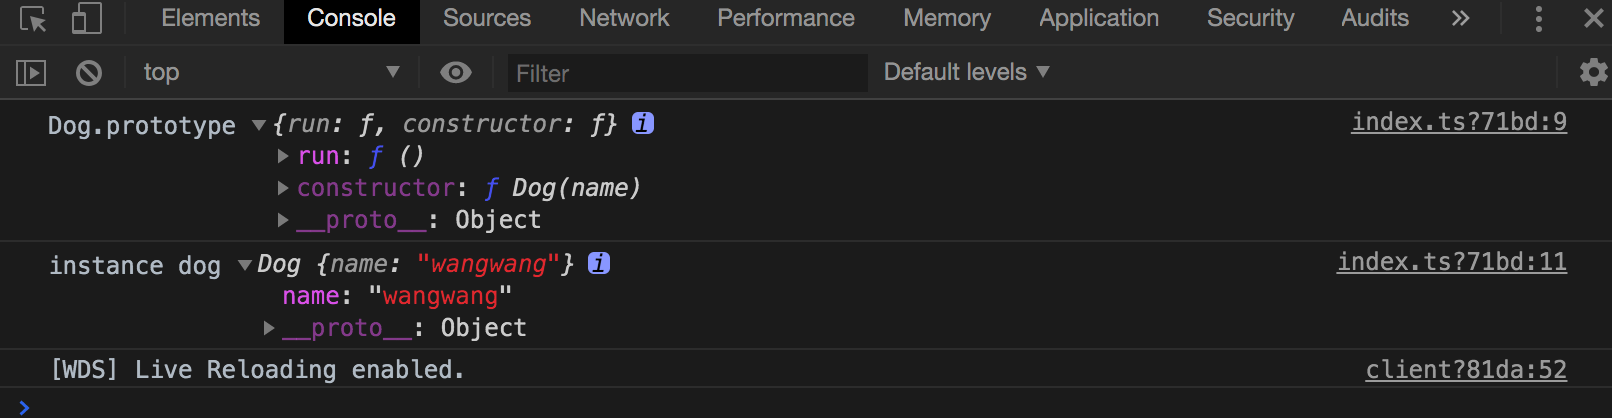 Elements Console Sources Network Performance Memory Application Security Audits »
top ▼ Filter Default levels ▼
Dog.prototype ▼{run: ƒ, constructor: ƒ} i index.ts?71bd:9
▶ run: ƒ ()
▶ constructor: ƒ Dog(name)
▶ __proto__: Object
instance dog ▼Dog {name: "wangwang"} i index.ts?71bd:11
name: "wangwang"
▶ __proto__: Object
[WDS] Live Reloading enabled. client?81da:52
>